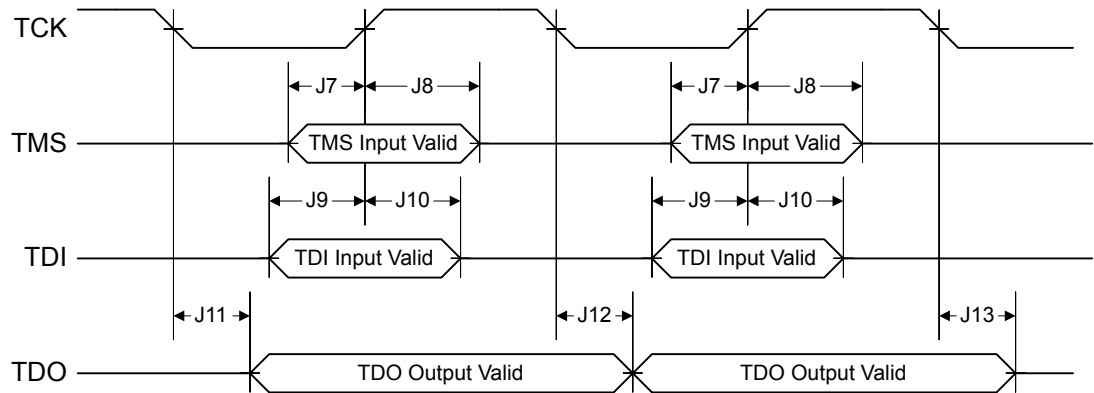 TCK
J7 J8 J7 J8
TMS TMS Input Valid TMS Input Valid
J9 J10 J9 J10
TDI TDI Input Valid TDI Input Valid
J11 J12 J13
TDO TDO Output Valid TDO Output Valid